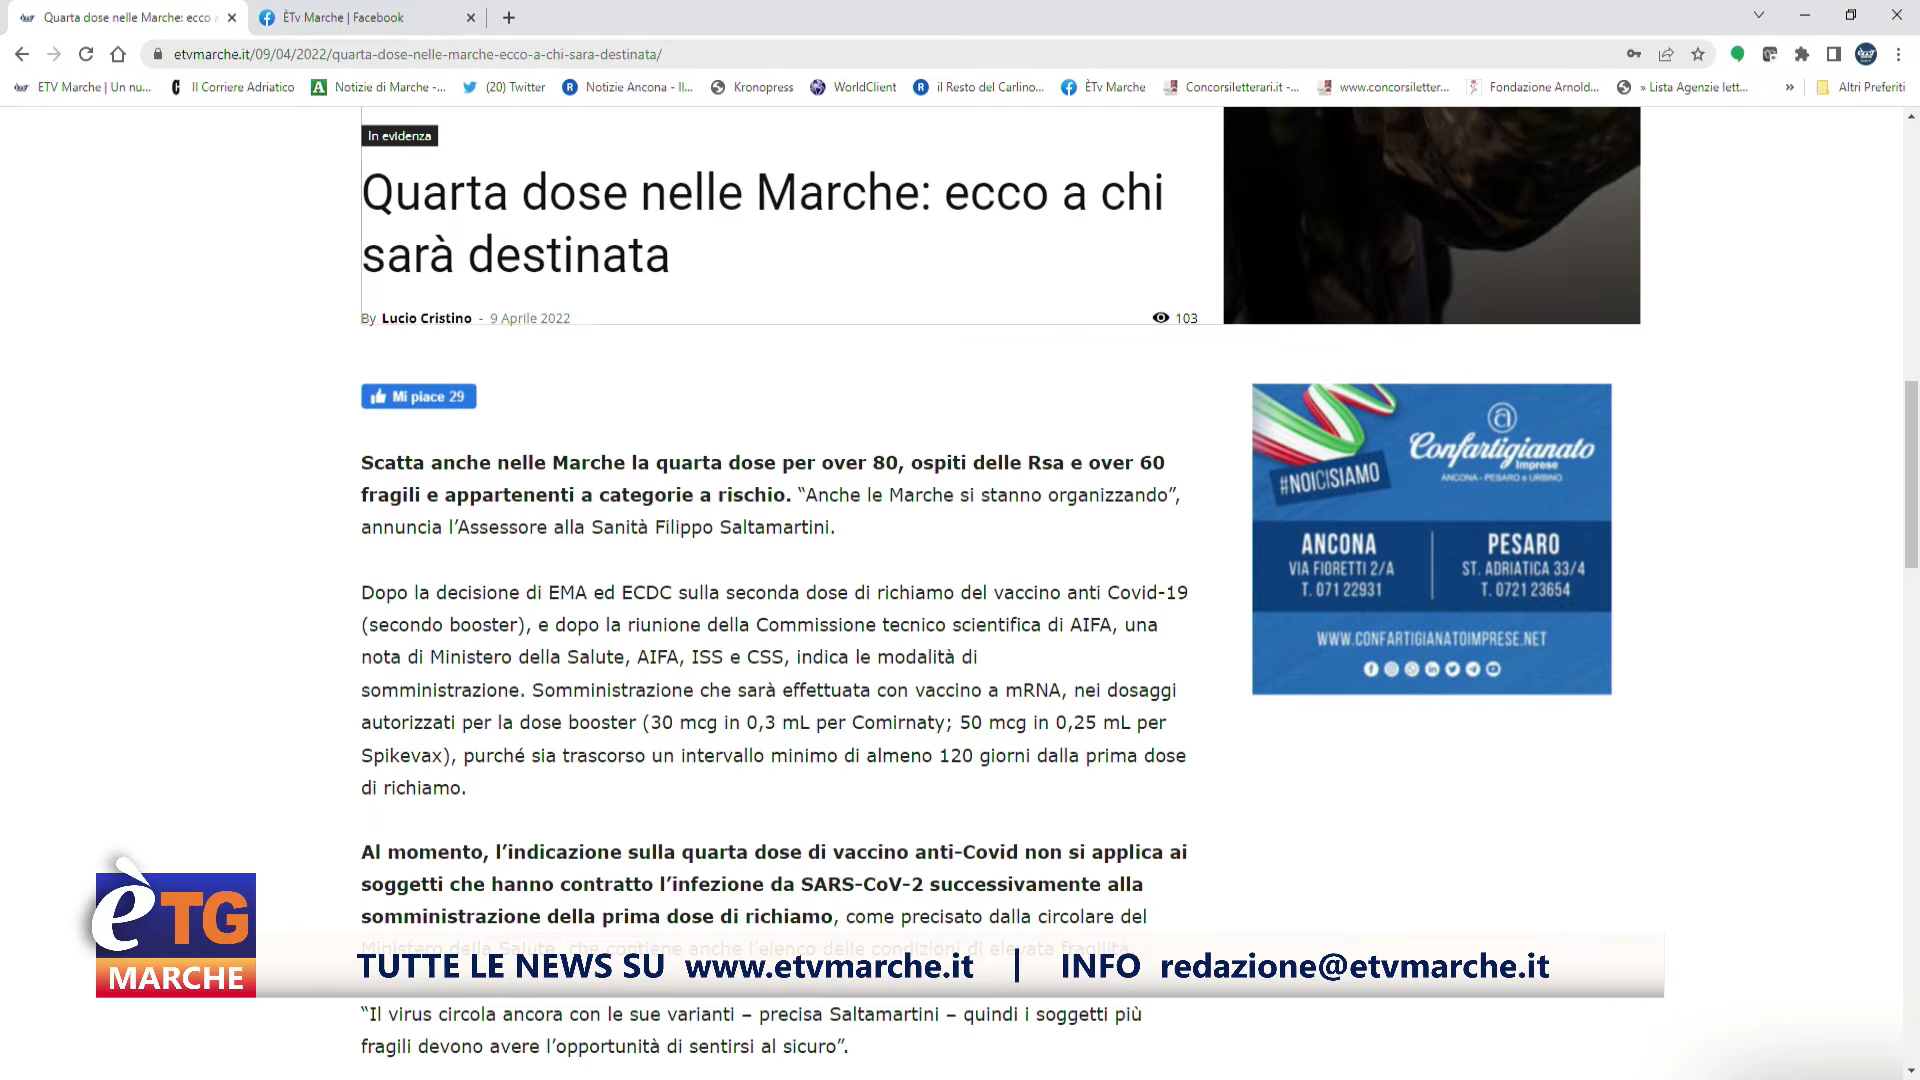 Quarta dose nelle Marche: ecco a
ÈTv Marche | Facebook
etvmarche.it/09/04/2022/quarta-dose-nelle-marche-ecco-a-chi-sara-destinata/
ETV Marche | Un nu...
Il Corriere Adriatico
Notizie di Marche -...
(20) Twitter
Notizie Ancona - Il...
Kronopress
WorldClient
il Resto del Carlino...
ÈTv Marche
Concorsiletterari.it -...
www.concorsiletter...
Fondazione Arnold...
» Lista Agenzie lett...
»
Altri Preferiti
In evidenza
Quarta dose nelle Marche: ecco a chi
sarà destinata
By Lucio Cristino - 9 Aprile 2022
103
Mi piace 29
Scatta anche nelle Marche la quarta dose per over 80, ospiti delle Rsa e over 60
fragili e appartenenti a categorie a rischio. “Anche le Marche si stanno organizzando”,
annuncia l’Assessore alla Sanità Filippo Saltamartini.
Dopo la decisione di EMA ed ECDC sulla seconda dose di richiamo del vaccino anti Covid-19
(secondo booster), e dopo la riunione della Commissione tecnico scientifica di AIFA, una
nota di Ministero della Salute, AIFA, ISS e CSS, indica le modalità di
somministrazione. Somministrazione che sarà effettuata con vaccino a mRNA, nei dosaggi
autorizzati per la dose booster (30 mcg in 0,3 mL per Comirnaty; 50 mcg in 0,25 mL per
Spikevax), purché sia trascorso un intervallo minimo di almeno 120 giorni dalla prima dose
di richiamo.
Al momento, l’indicazione sulla quarta dose di vaccino anti-Covid non si applica ai
soggetti che hanno contratto l’infezione da SARS-CoV-2 successivamente alla
somministrazione della prima dose di richiamo, come precisato dalla circolare del
Ministero della Salute, che contiene anche l’elenco delle condizioni di elevata fragilità.
“Il virus circola ancora con le sue varianti – precisa Saltamartini – quindi i soggetti più
fragili devono avere l’opportunità di sentirsi al sicuro”.
#NOICISIAMO
Confartigianato
Imprese
ANCONA - PESARO e URBINO
ANCONA
VIA FIORETTI 2/A
T. 071 22931
PESARO
ST. ADRIATICA 33/4
T. 0721 23654
WWW.CONFARTIGIANATOIMPRESE.NET
è TG
MARCHE
TUTTE LE NEWS SU www.etvmarche.it | INFO redazione@etvmarche.it